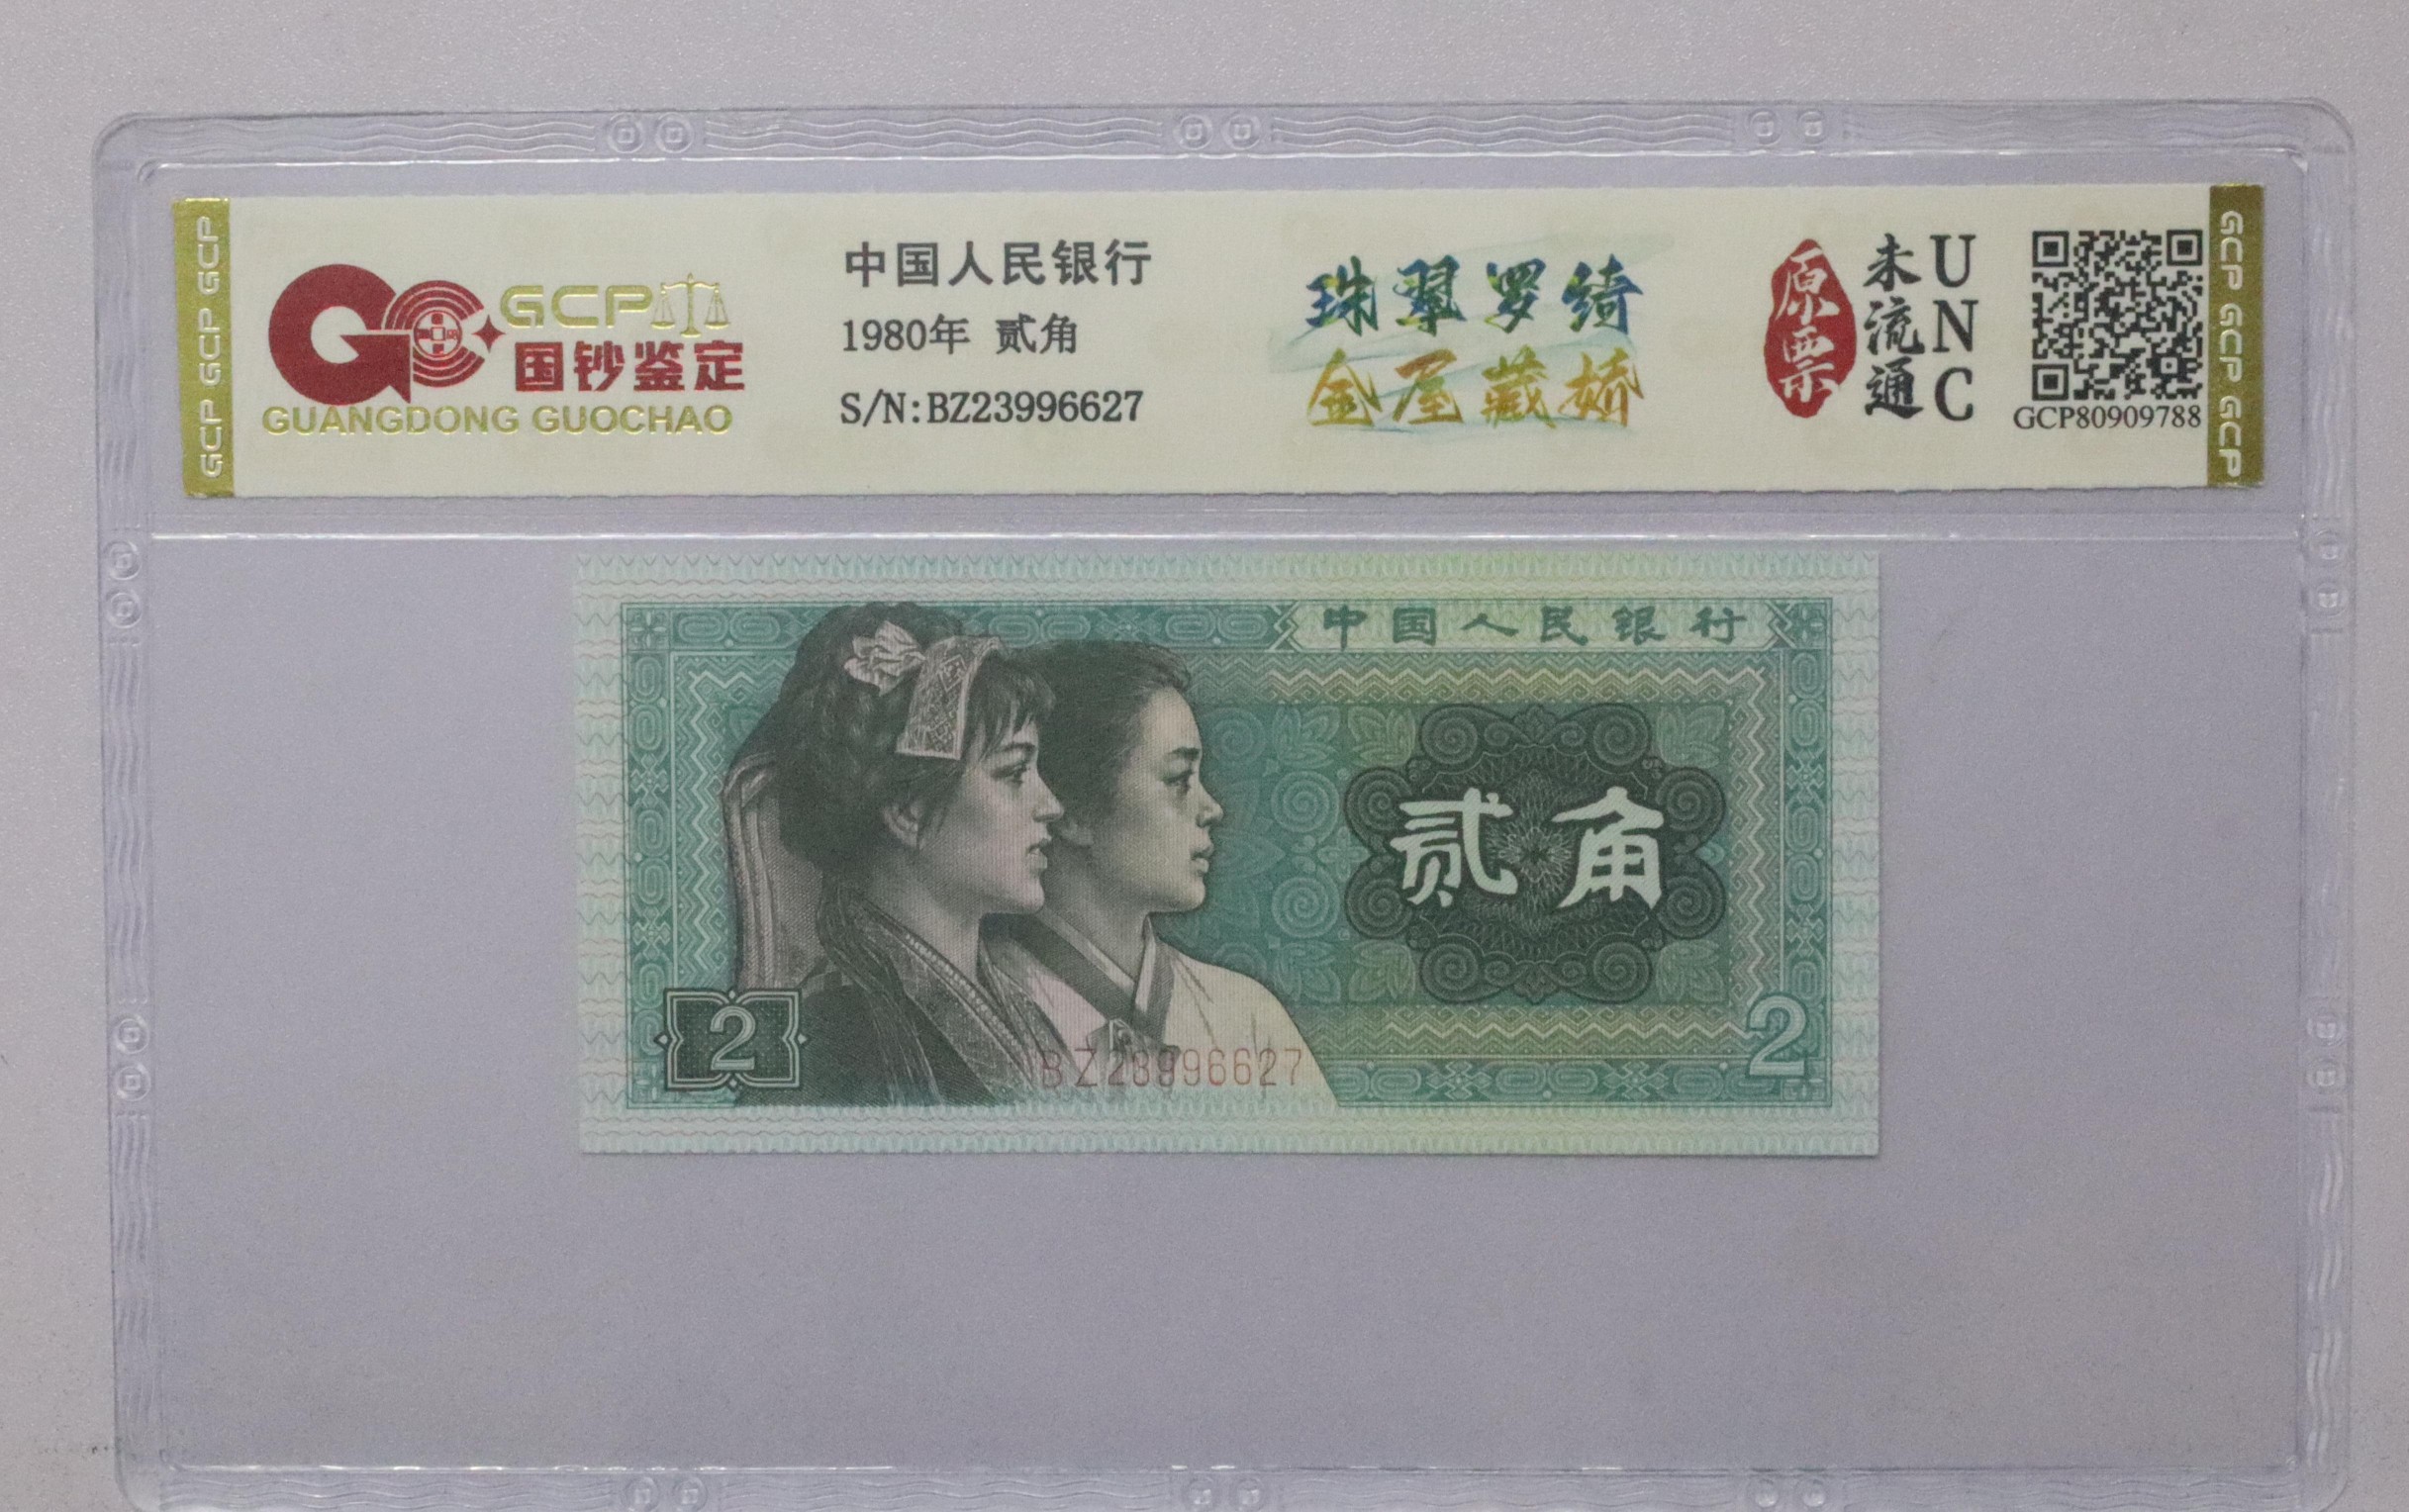 GCP GCP GCP
GCP
国钞鉴定
GUANGDONG GUOCHAO
中国人民银行
1980年 贰角
S/N:BZ23996627
珠翠罗绮
金屋藏娇
原票
未流通
UNC
GCP80909788
GCP GCP GCP
中国人民银行
贰角
2
BZ23996627
2